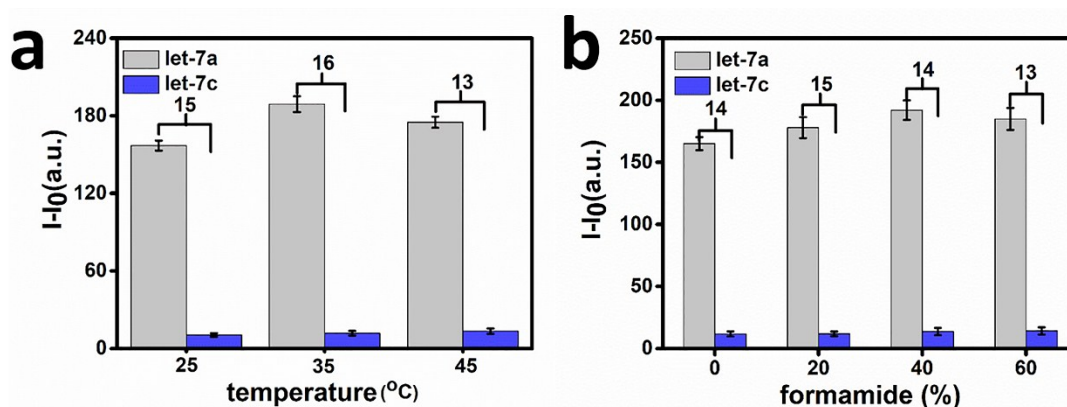 a
let-7a
let-7c
240
180
120
60
0
I-I0(a.u.)
15
16
13
25
35
45
temperature(oC)
b
let-7a
let-7c
250
200
150
100
50
0
I-I0(a.u.)
14
15
14
13
0
20
40
60
formamide (%)